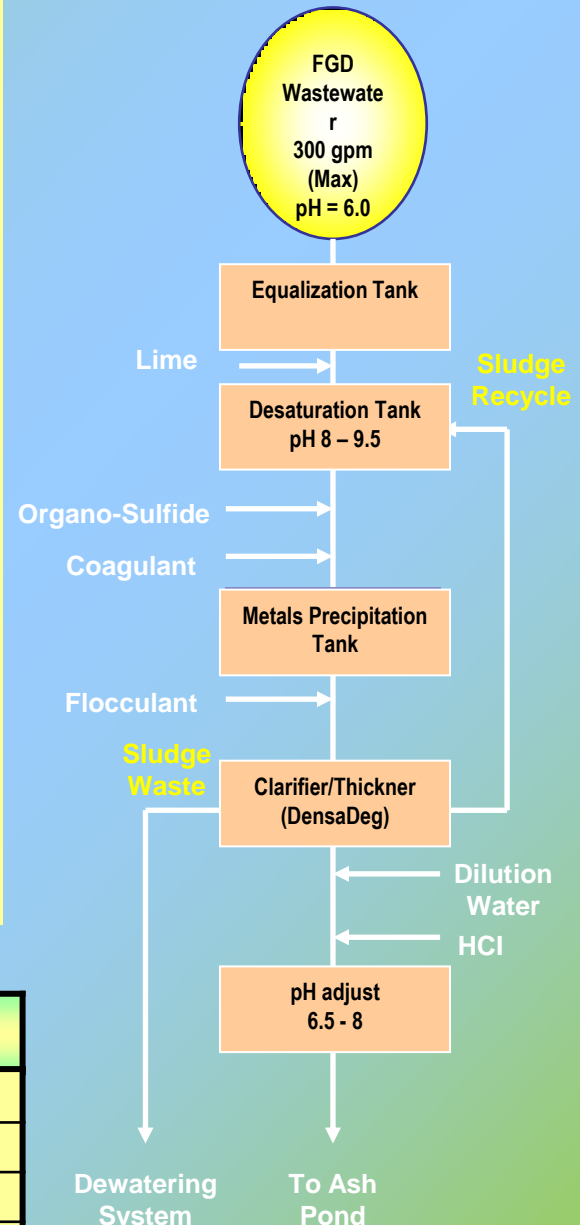 FGD
Wastewate
r
300 gpm
(Max)
pH = 6.0
Equalization Tank
Lime
Sludge
Recycle
Desaturation Tank
pH 8 – 9.5
Organo-Sulfide
Coagulant
Metals Precipitation
Tank
Flocculant
Sludge
Waste
Clarifier/Thickner
(DensaDeg)
Dilution
Water
HCl
pH adjust
6.5 - 8
Dewatering
System
To Ash
Pond